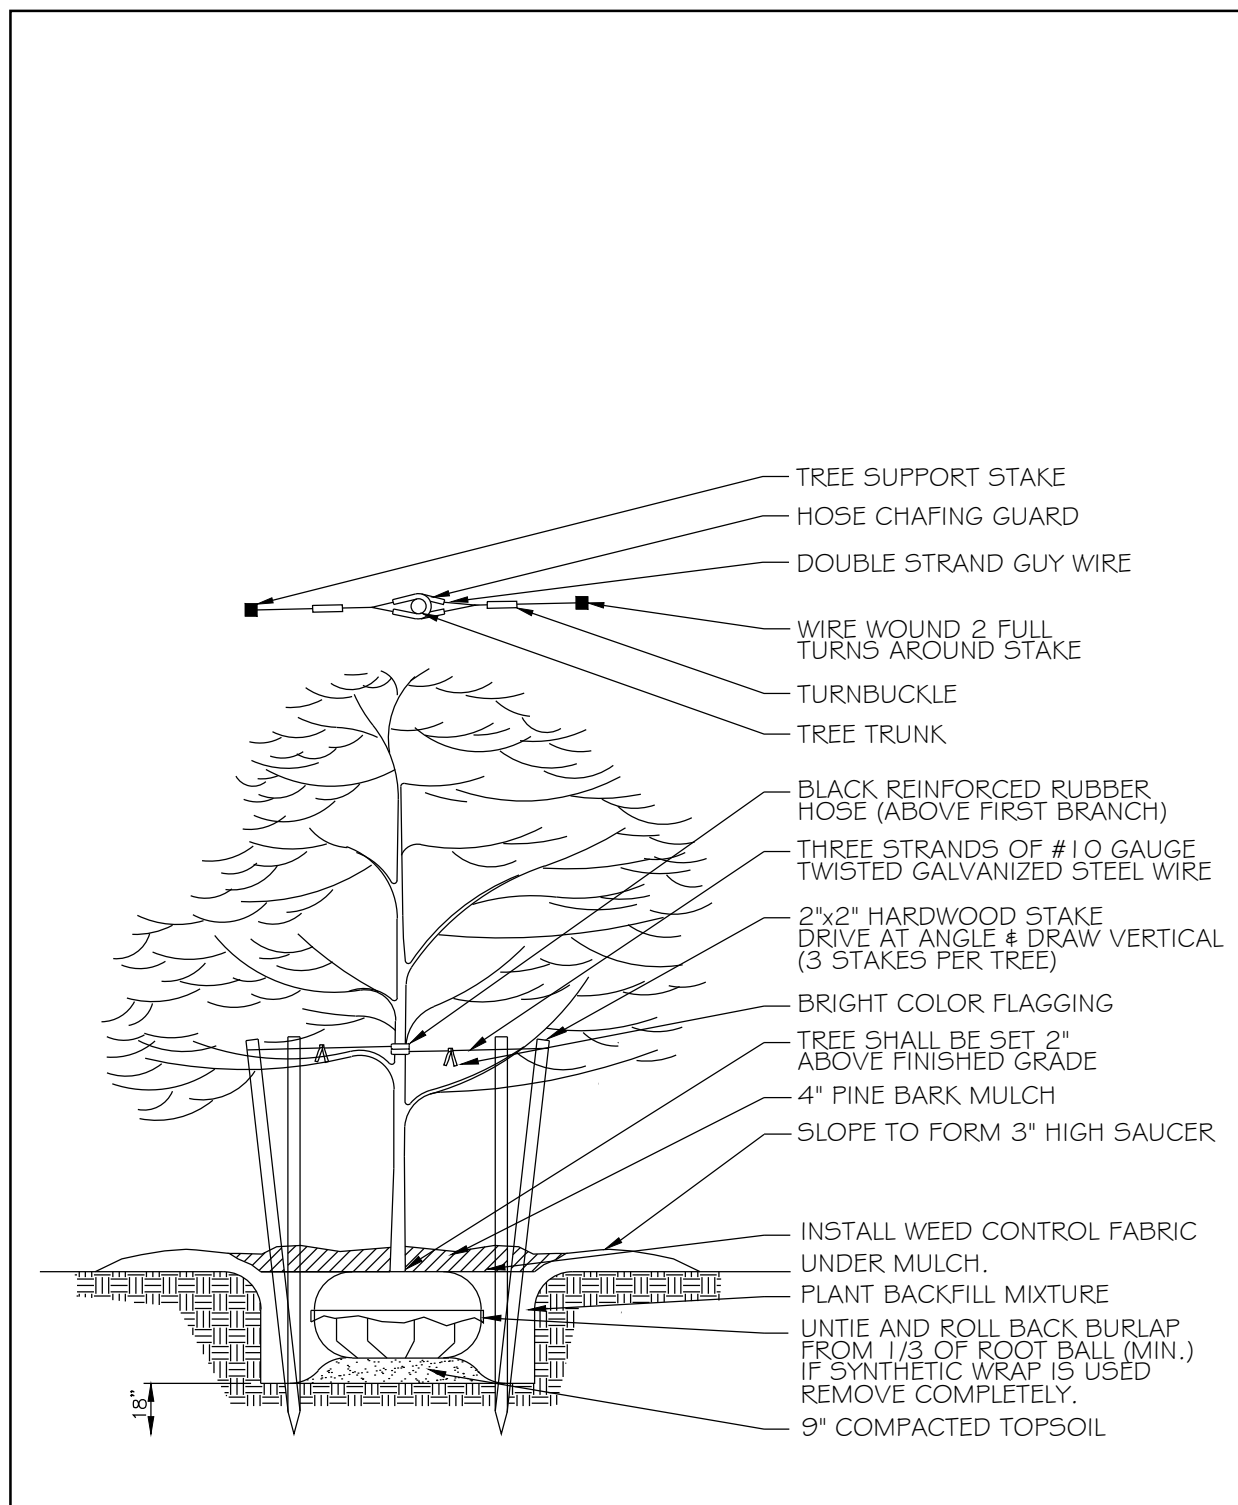 TREE SUPPORT STAKE
HOSE CHAFING GUARD
DOUBLE STRAND GUY WIRE
WIRE WOUND 2 FULL
TURNS AROUND STAKE
TURNBUCKLE
TREE TRUNK
BLACK REINFORCED RUBBER
HOSE (ABOVE FIRST BRANCH)
THREE STRANDS OF #10 GAUGE
TWISTED GALVANIZED STEEL WIRE
2"x2" HARDWOOD STAKE
DRIVE AT ANGLE & DRAW VERTICAL
(3 STAKES PER TREE)
BRIGHT COLOR FLAGGING
TREE SHALL BE SET 2"
ABOVE FINISHED GRADE
4" PINE BARK MULCH
SLOPE TO FORM 3" HIGH SAUCER
INSTALL WEED CONTROL FABRIC
UNDER MULCH.
PLANT BACKFILL MIXTURE
UNTIE AND ROLL BACK BURLAP
FROM 1/3 OF ROOT BALL (MIN.)
IF SYNTHETIC WRAP IS USED
REMOVE COMPLETELY.
9" COMPACTED TOPSOIL
18"